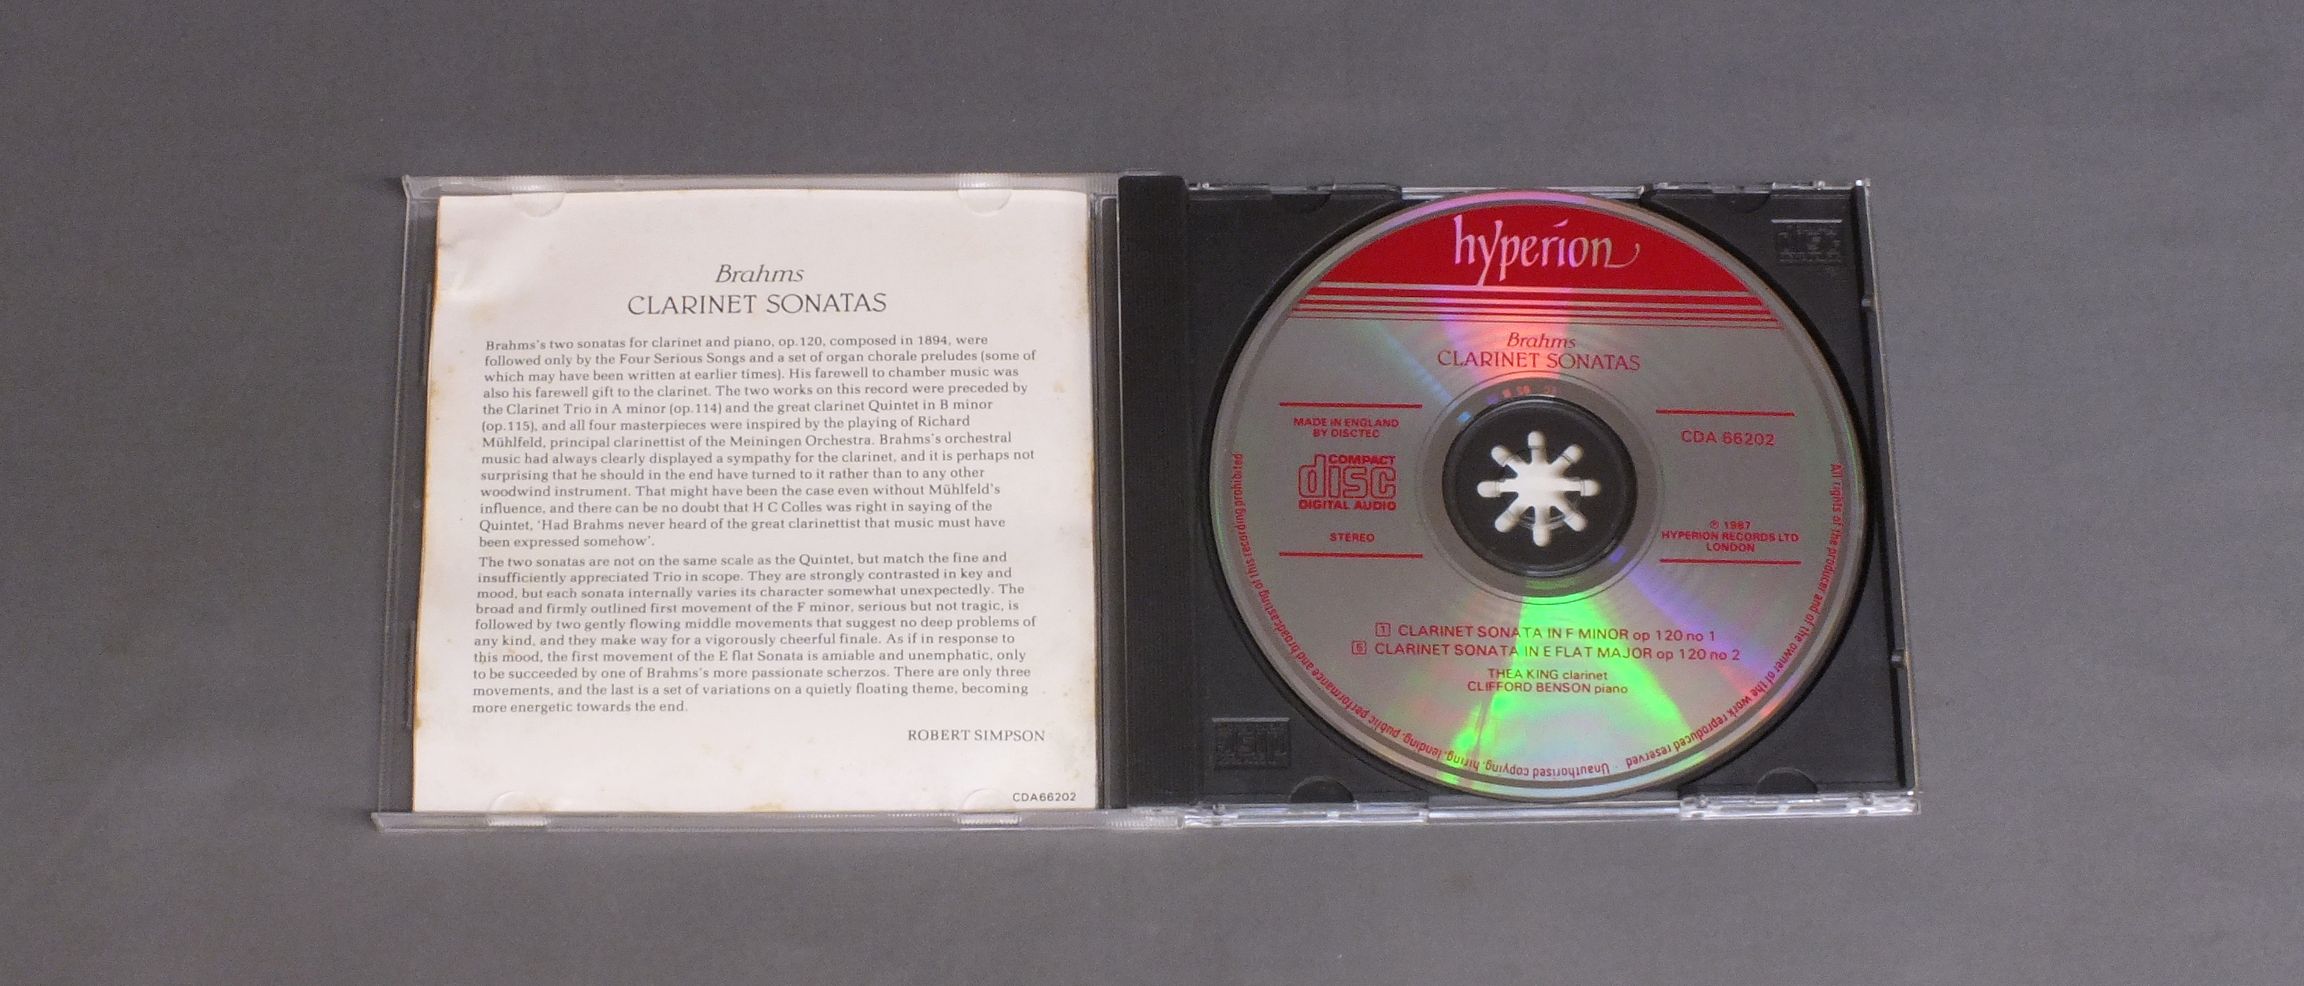 Brahms
CLARINET SONATAS
Brahms's two sonatas for clarinet and piano, op.120, composed in 1894, were
followed only by the Four Serious Songs and a set of organ chorale preludes (some of
which may have been written at earlier times). His farewell to chamber music was
also his farewell gift to the clarinet. The two works on this record were preceded by
the Clarinet Trio in A minor (op.114) and the great clarinet Quintet in B minor
(op.115), and all four masterpieces were inspired by the playing of Richard
Mühlfeld, principal clarinettist of the Meiningen Orchestra. Brahms's orchestral
music had always clearly displayed a sympathy for the clarinet, and it is perhaps not
surprising that he should in the end have turned to it rather than to any other
woodwind instrument. That might have been the case even without Mühlfeld's
influence, and there can be no doubt that H C Colles was right in saying of the
Quintet, 'Had Brahms never heard of the great clarinettist that music must have
been expressed somehow'.
The two sonatas are not on the same scale as the Quintet, but match the fine and
insufficiently appreciated Trio in scope. They are strongly contrasted in key and
mood, but each sonata internally varies its character somewhat unexpectedly. The
broad and firmly outlined first movement of the F minor, serious but not tragic, is
followed by two gently flowing middle movements that suggest no deep problems of
any kind, and they make way for a vigorously cheerful finale. As if in response to
this mood, the first movement of the E flat Sonata is amiable and unemphatic, only
to be succeeded by one of Brahms's more passionate scherzos. There are only three
movements, and the last is a set of variations on a quietly floating theme, becoming
more energetic towards the end.
ROBERT SIMPSON
CDA66202
hyperion
Brahms
CLARINET SONATAS
MADE IN ENGLAND
BY DISCTEC
COMPACT
disc
DIGITAL AUDIO
STEREO
CDA 66202
℗ 1987
HYPERION RECORDS LTD
LONDON
1 CLARINET SONATA IN F MINOR op 120 no 1
5 CLARINET SONATA IN E FLAT MAJOR op 120 no 2
THEA KING clarinet
CLIFFORD BENSON piano
All rights of the producer and of the owner of the work reproduced reserved · Unauthorised copying, hiring, lending, public performance and broadcasting of this recording prohibited